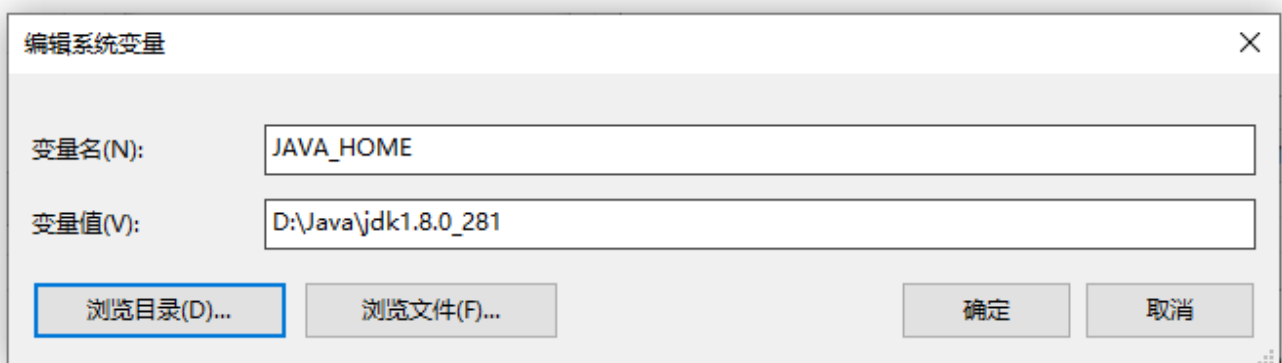 编辑系统变量
变量名(N): JAVA_HOME
变量值(V): D:\Java\jdk1.8.0_281
浏览目录(D)... 浏览文件(F)... 确定 取消